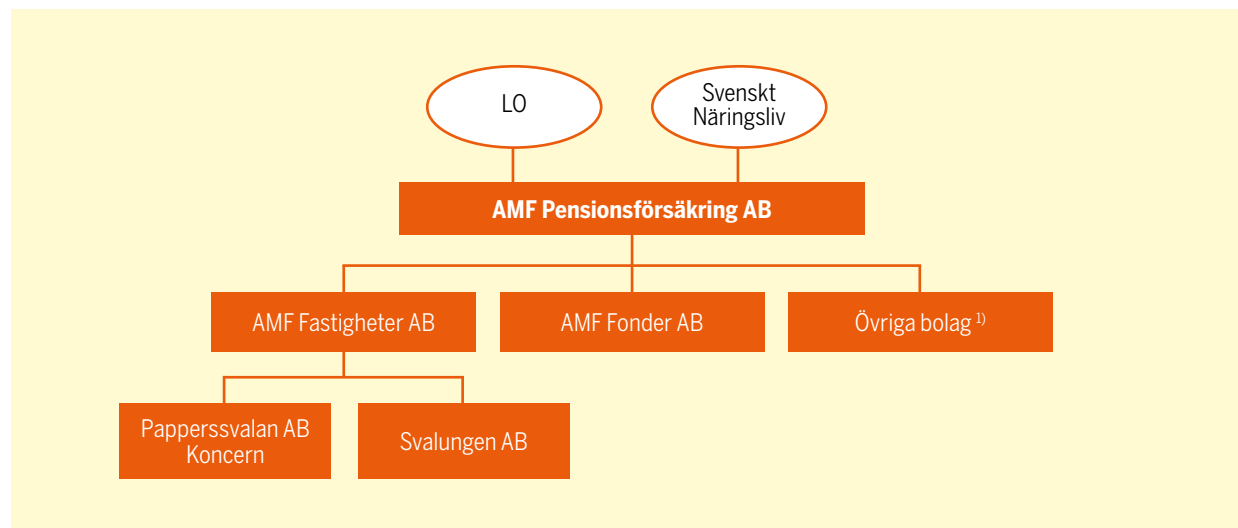 LO
Svenskt
Näringsliv
AMF Pensionsförsäkring AB
AMF Fastigheter AB
AMF Fonder AB
Övriga bolag 1)
Papperssvalan AB
Koncern
Svalungen AB